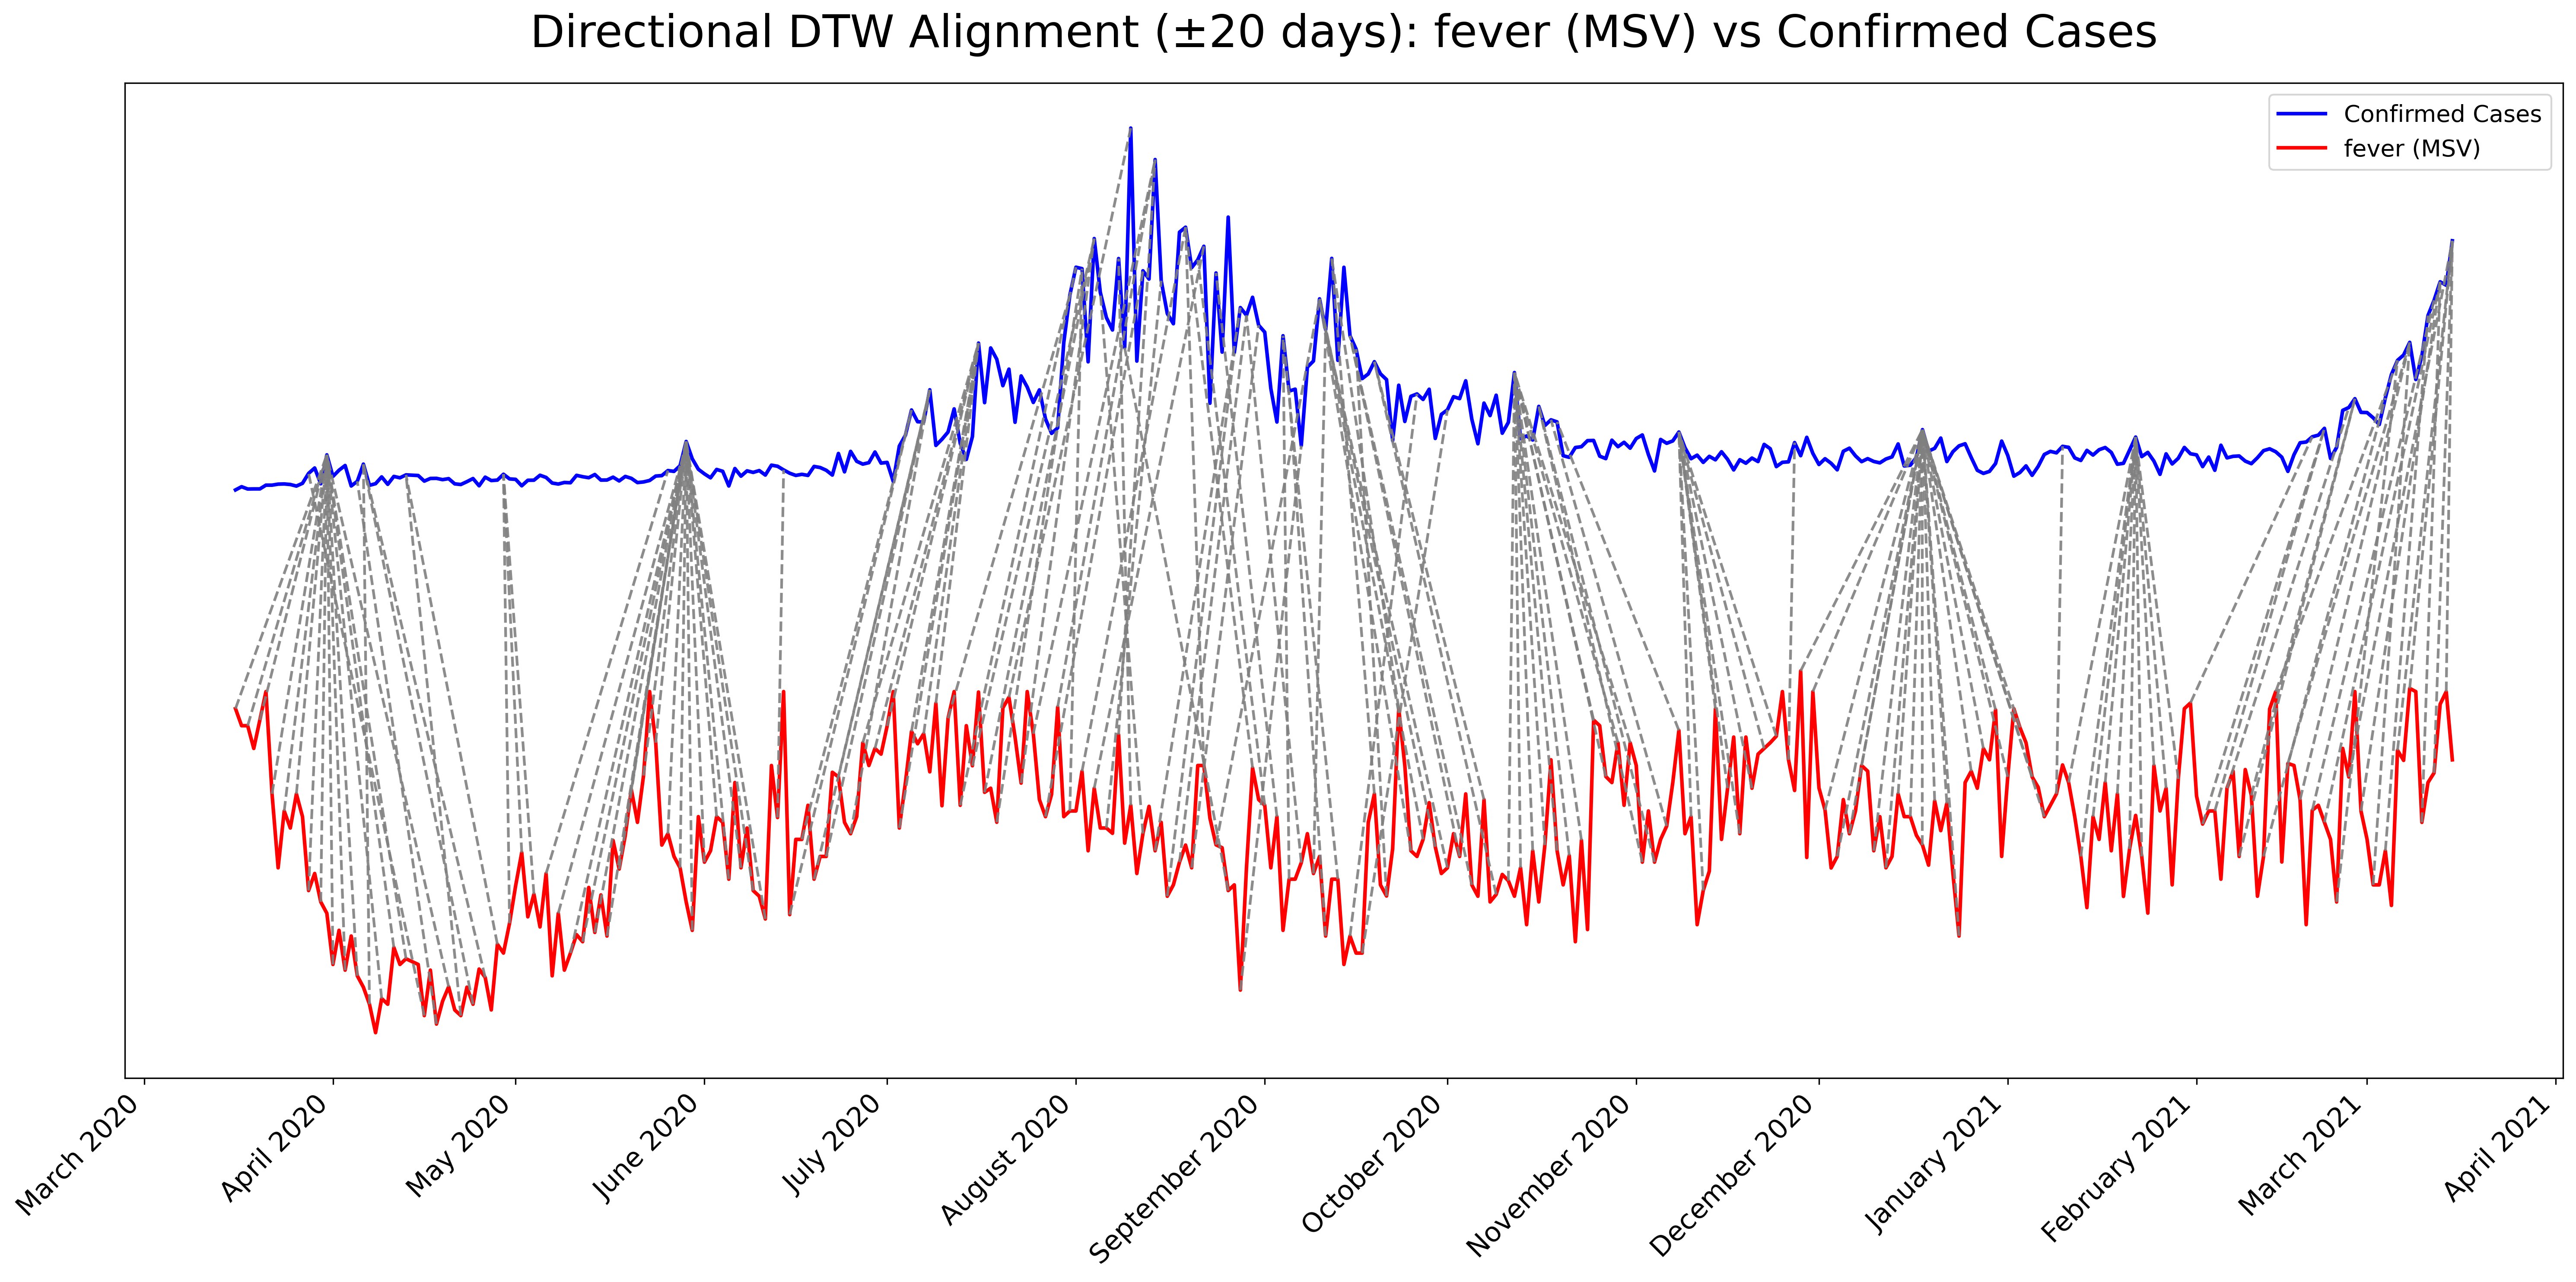 Directional DTW Alignment (±20 days): fever (MSV) vs Confirmed Cases
Confirmed Cases
fever (MSV)
March 2020
April 2020
May 2020
June 2020
July 2020
August 2020
September 2020
October 2020
November 2020
December 2020
January 2021
February 2021
March 2021
April 2021